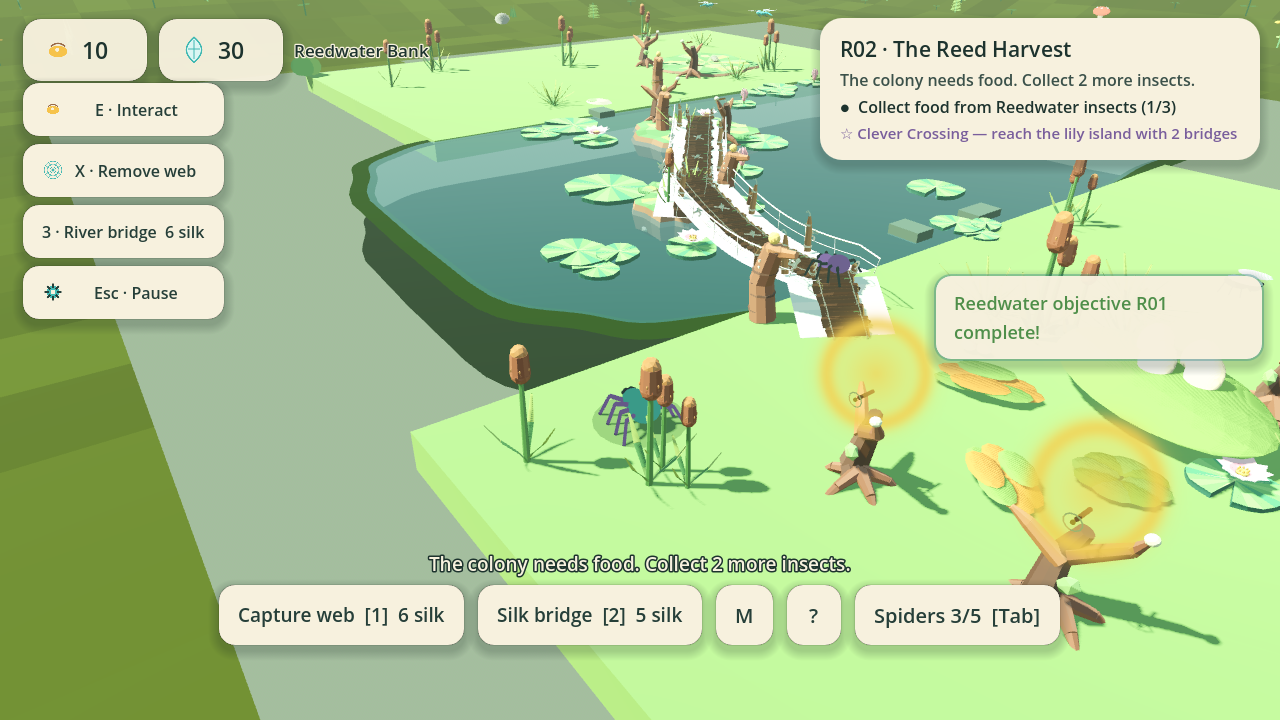 10
30
Reedwater Bank
E · Interact
X · Remove web
3 · River bridge 6 silk
Esc · Pause
R02 · The Reed Harvest
The colony needs food. Collect 2 more insects.
● Collect food from Reedwater insects (1/3)
☆ Clever Crossing — reach the lily island with 2 bridges
Reedwater objective R01
complete!
The colony needs food. Collect 2 more insects.
Capture web [1] 6 silk
Silk bridge [2] 5 silk
M
?
Spiders 3/5 [Tab]